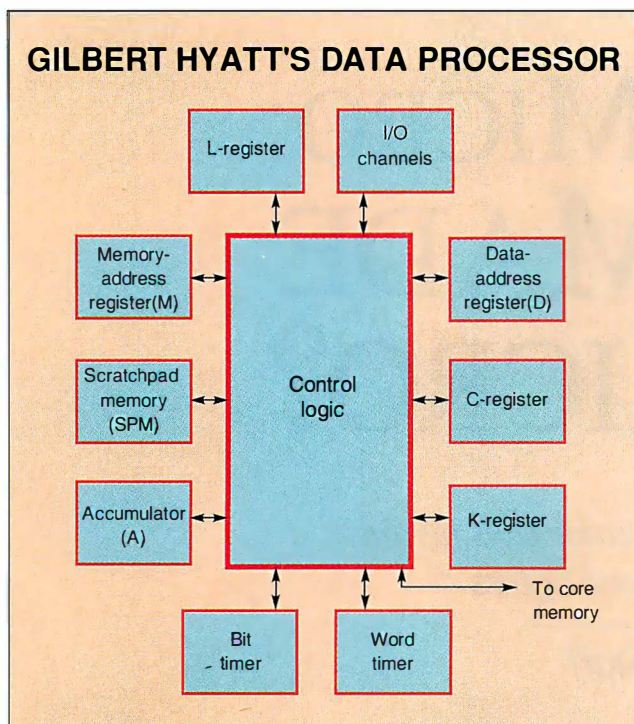 GILBERT HYATT'S DATA PROCESSOR
L-register
I/O
channels
Memory-
address
register(M)
Data-
address
register(D)
Scratchpad
memory
(SPM)
Control
logic
C-register
Accumulator
(A)
K-register
To core
memory
Bit
timer
Word
timer